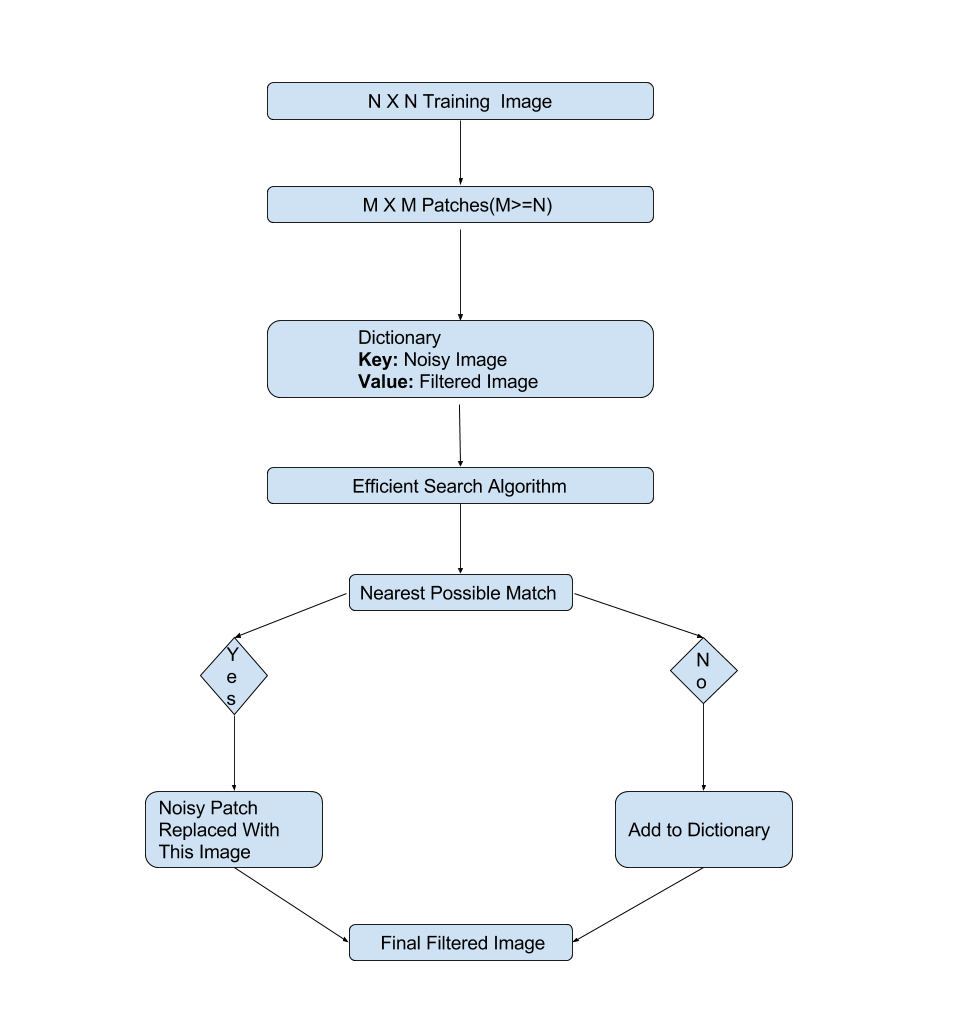 N X N Training  Image
M X M Patches(M>=N)
Dictionary
Key: Noisy Image
Value: Filtered Image
Efficient Search Algorithm
Nearest Possible Match
Yes
No
Noisy Patch
Replaced With
This Image
Add to Dictionary
Final Filtered Image